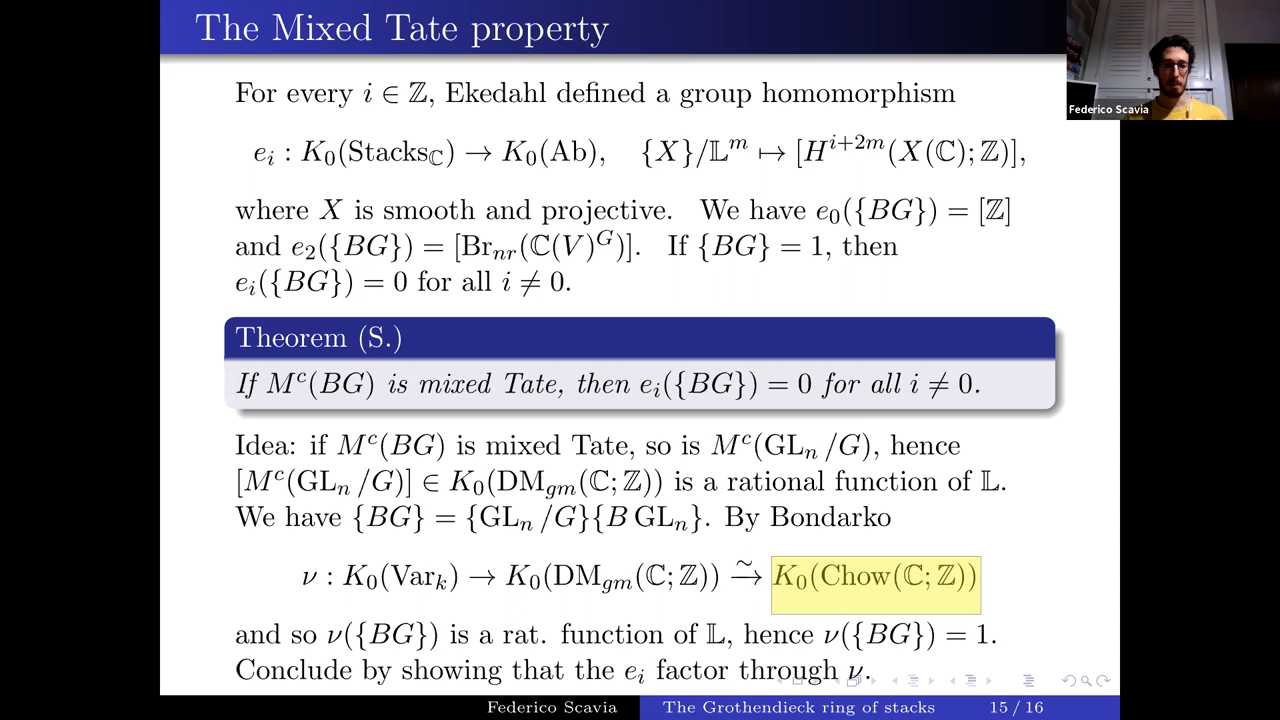 The Mixed Tate property
Federico Scavia
For every i ∈ ℤ, Ekedahl defined a group homomorphism
e_i : K_0(Stacks_ℂ) → K_0(Ab), {X}/𝕃^m ↦ [H^{i+2m}(X(ℂ); ℤ)],
where X is smooth and projective. We have e_0({BG}) = [ℤ]
and e_2({BG}) = [Br_{nr}(ℂ(V)^G)]. If {BG} = 1, then
e_i({BG}) = 0 for all i ≠ 0.
Theorem (S.)
If M^c(BG) is mixed Tate, then e_i({BG}) = 0 for all i ≠ 0.
Idea: if M^c(BG) is mixed Tate, so is M^c(GL_n /G), hence
[M^c(GL_n /G)] ∈ K_0(DM_{gm}(ℂ; ℤ)) is a rational function of 𝕃.
We have {BG} = {GL_n /G}{B GL_n}. By Bondarko
ν : K_0(Var_k) → K_0(DM_{gm}(ℂ; ℤ)) ⥲ K_0(Chow(ℂ; ℤ))
and so ν({BG}) is a rat. function of 𝕃, hence ν({BG}) = 1.
Conclude by showing that the e_i factor through ν.
Federico Scavia The Grothendieck ring of stacks 15 / 16